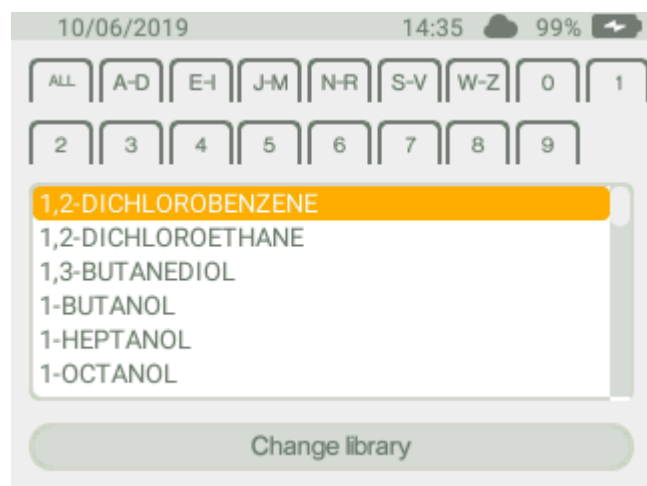 10/06/2019 14:35 99%
ALL A-D E-I J-M N-R S-V W-Z 0 1
2 3 4 5 6 7 8 9
1,2-DICHLOROBENZENE
1,2-DICHLOROETHANE
1,3-BUTANEDIOL
1-BUTANOL
1-HEPTANOL
1-OCTANOL
Change library